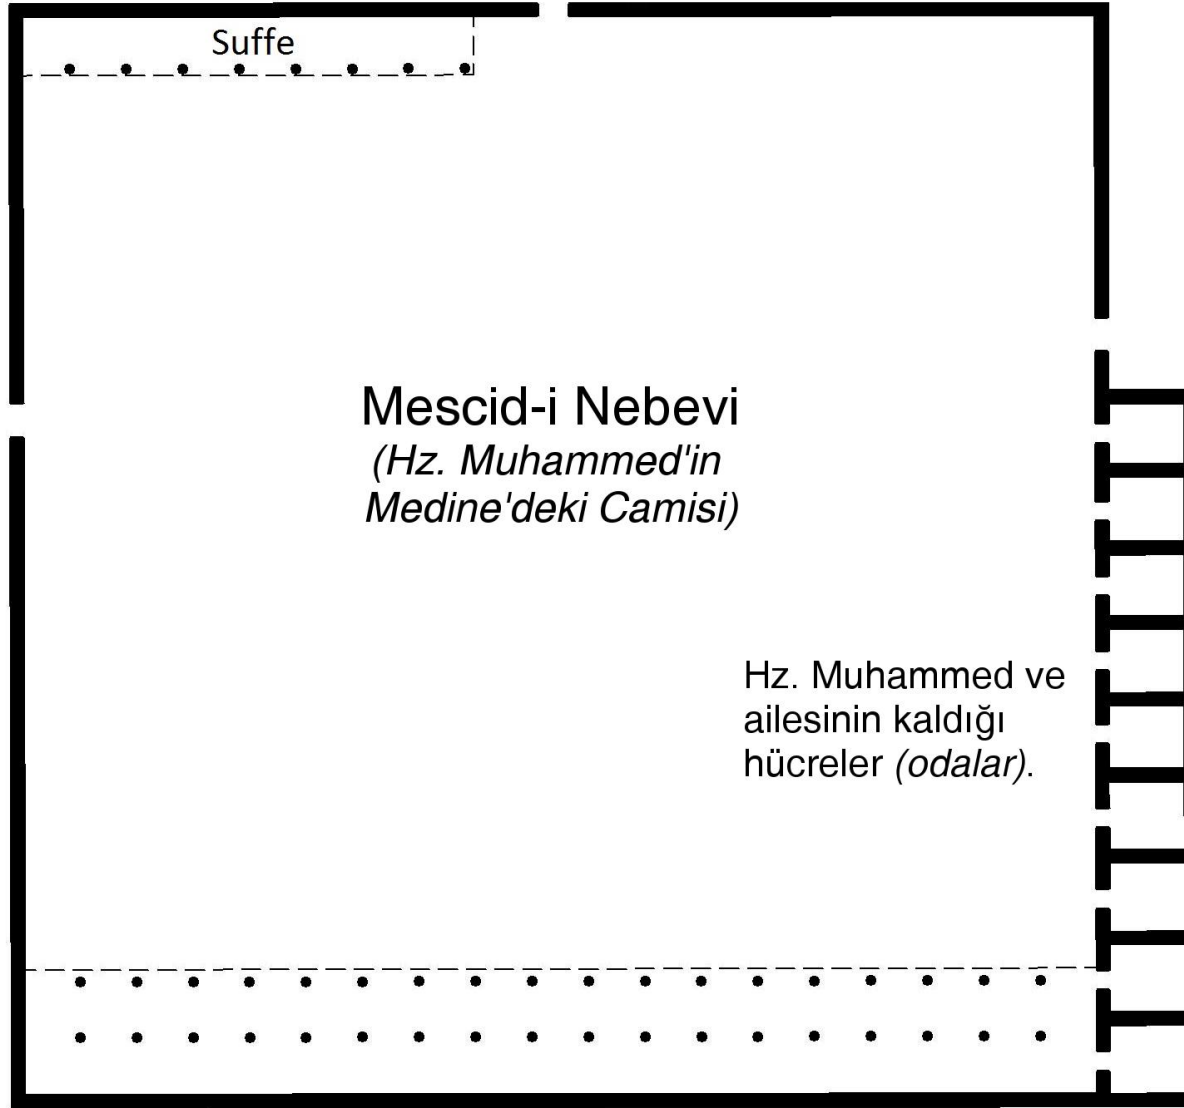 Suffe
Mescid-i Nebevi
(Hz. Muhammed'in
Medine'deki Camisi)
Hz. Muhammed ve
ailesinin kaldığı
hücreler (odalar).